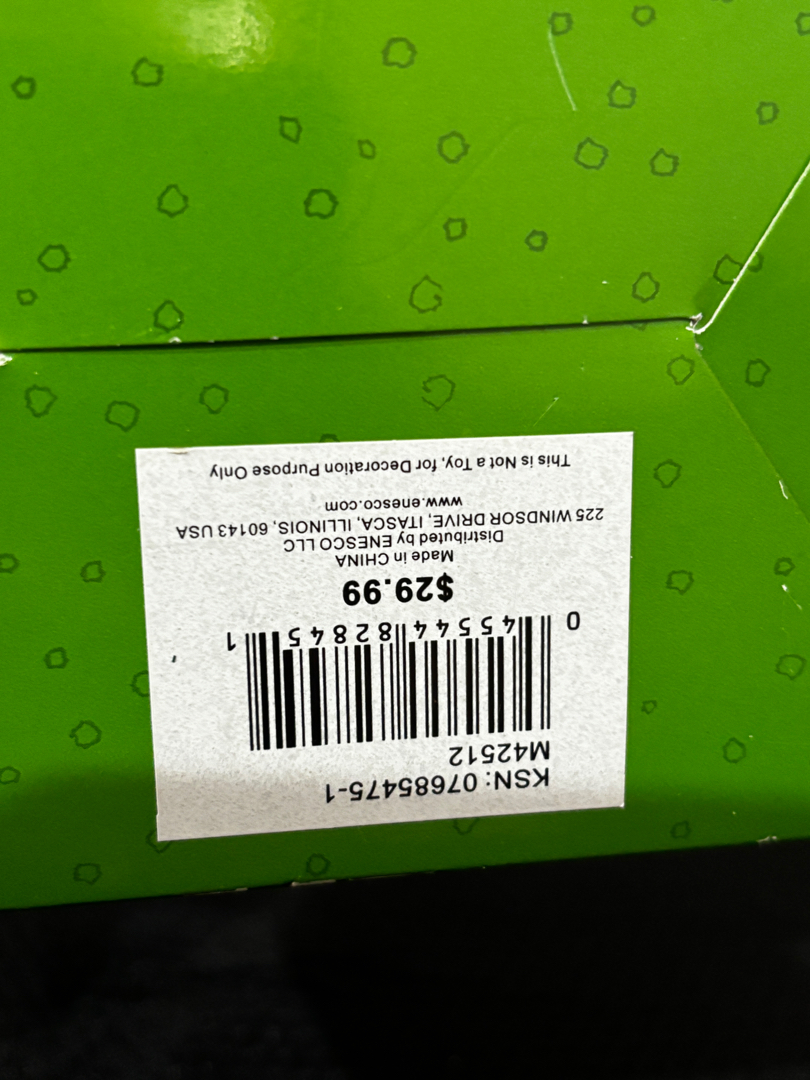 KSN: 07685475-1
M42512
0 45544 82845 1
$29.99
Made in CHINA
Distributed by ENESCO LLC
225 WINDSOR DRIVE, ITASCA, ILLINOIS, 60143 USA
www.enesco.com
This is Not a Toy, for Decoration Purpose Only